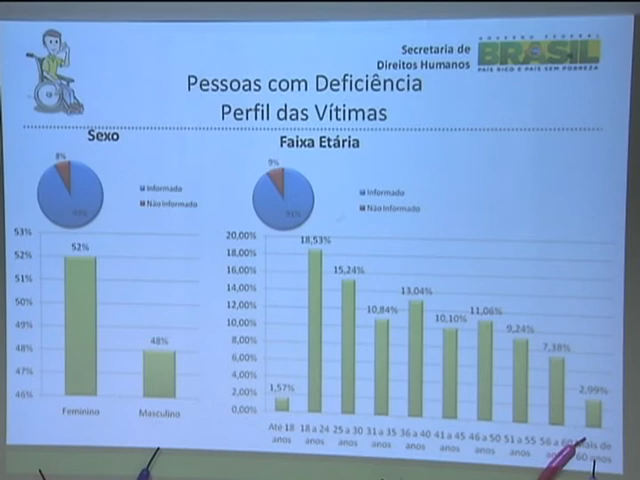 Secretaria de
Direitos Humanos
GOVERNO FEDERAL
BRASIL
PAÍS RICO É PAÍS SEM POBREZA
Pessoas com Deficiência
Perfil das Vítimas
Sexo
8%
92%
Informado
Não Informado
53%
52%
51%
50%
49%
48%
47%
46%
52%
48%
Feminino
Masculino
Faixa Etária
9%
91%
Informado
Não Informado
20,00%
18,00%
16,00%
14,00%
12,00%
10,00%
8,00%
6,00%
4,00%
2,00%
0,00%
1,57%
18,53%
15,24%
10,84%
13,04%
10,10%
11,06%
9,24%
7,38%
2,99%
Até 18 18 a 24 25 a 30 31 a 35 36 a 40 41 a 45 46 a 50 51 a 55 56 a 60 Mais de
anos anos anos anos anos anos anos anos anos 60 anos